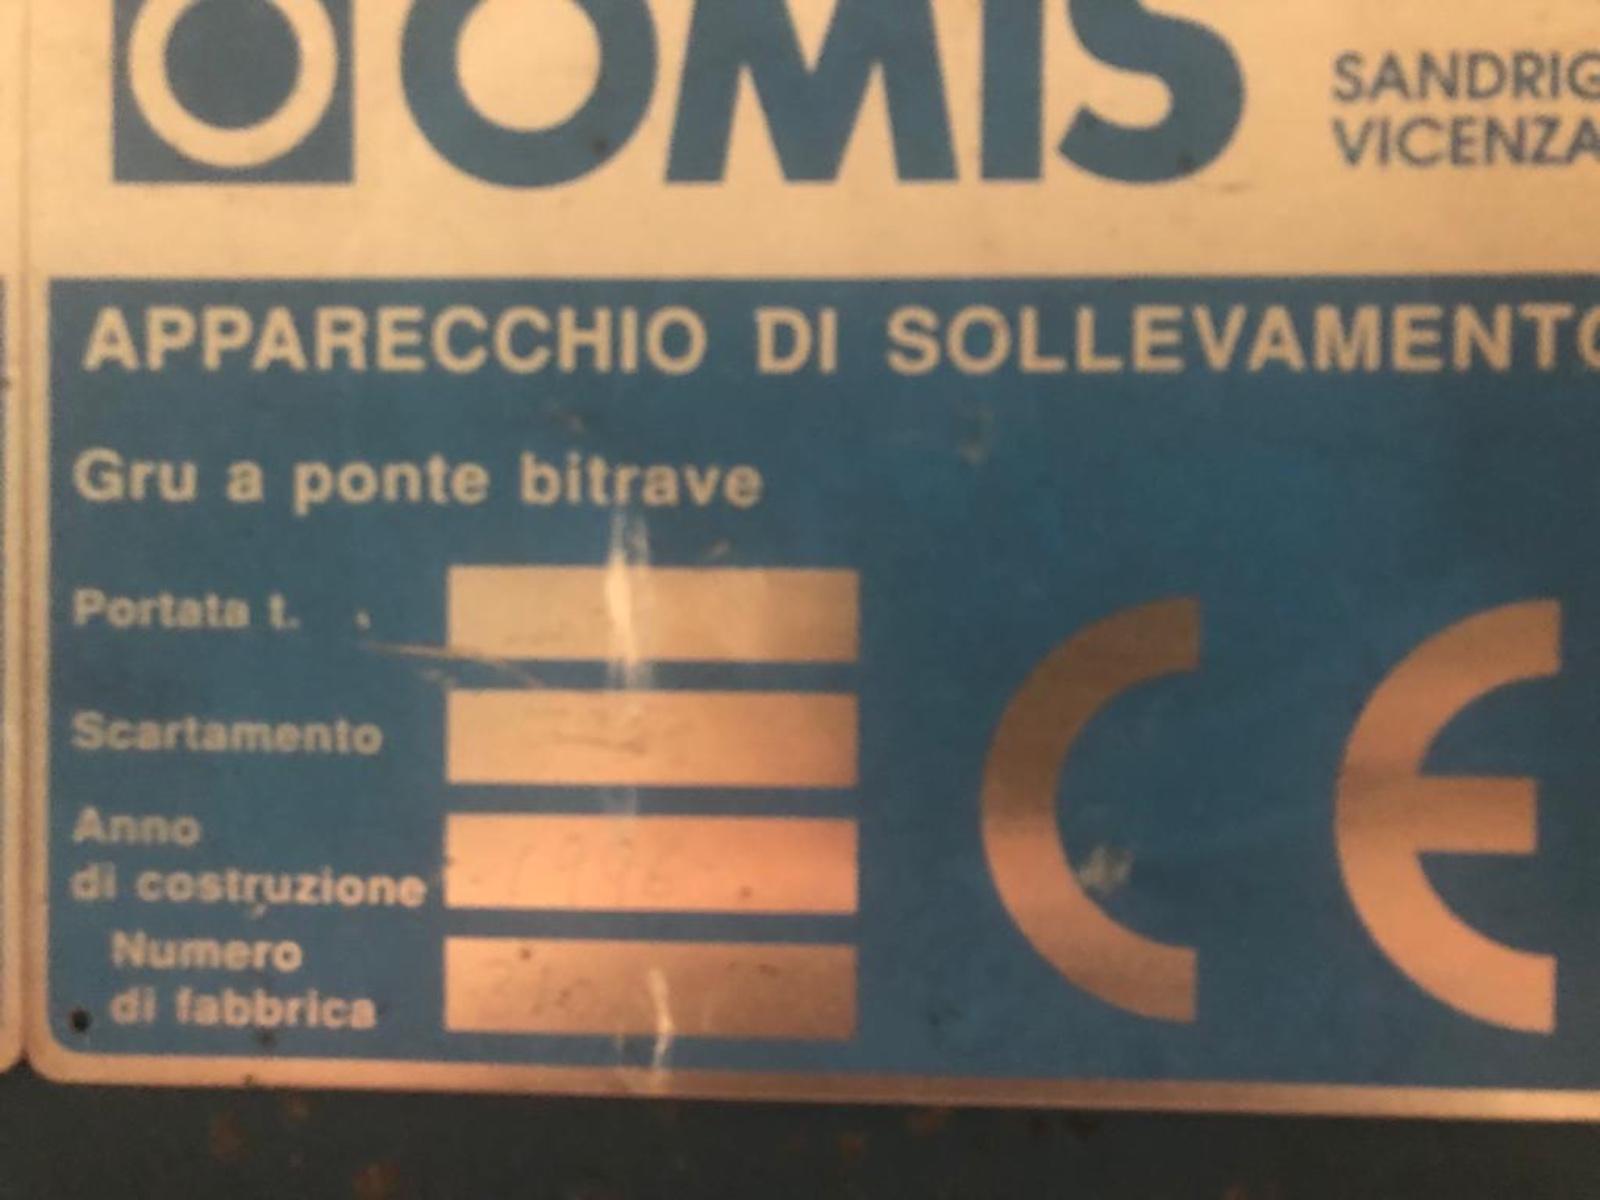 OMIS
SANDRIG
VICENZA
APPARECCHIO DI SOLLEVAMENTO
Gru a ponte bitrave
Portata t.
Scartamento
Anno
di costruzione
Numero
di fabbrica
CE